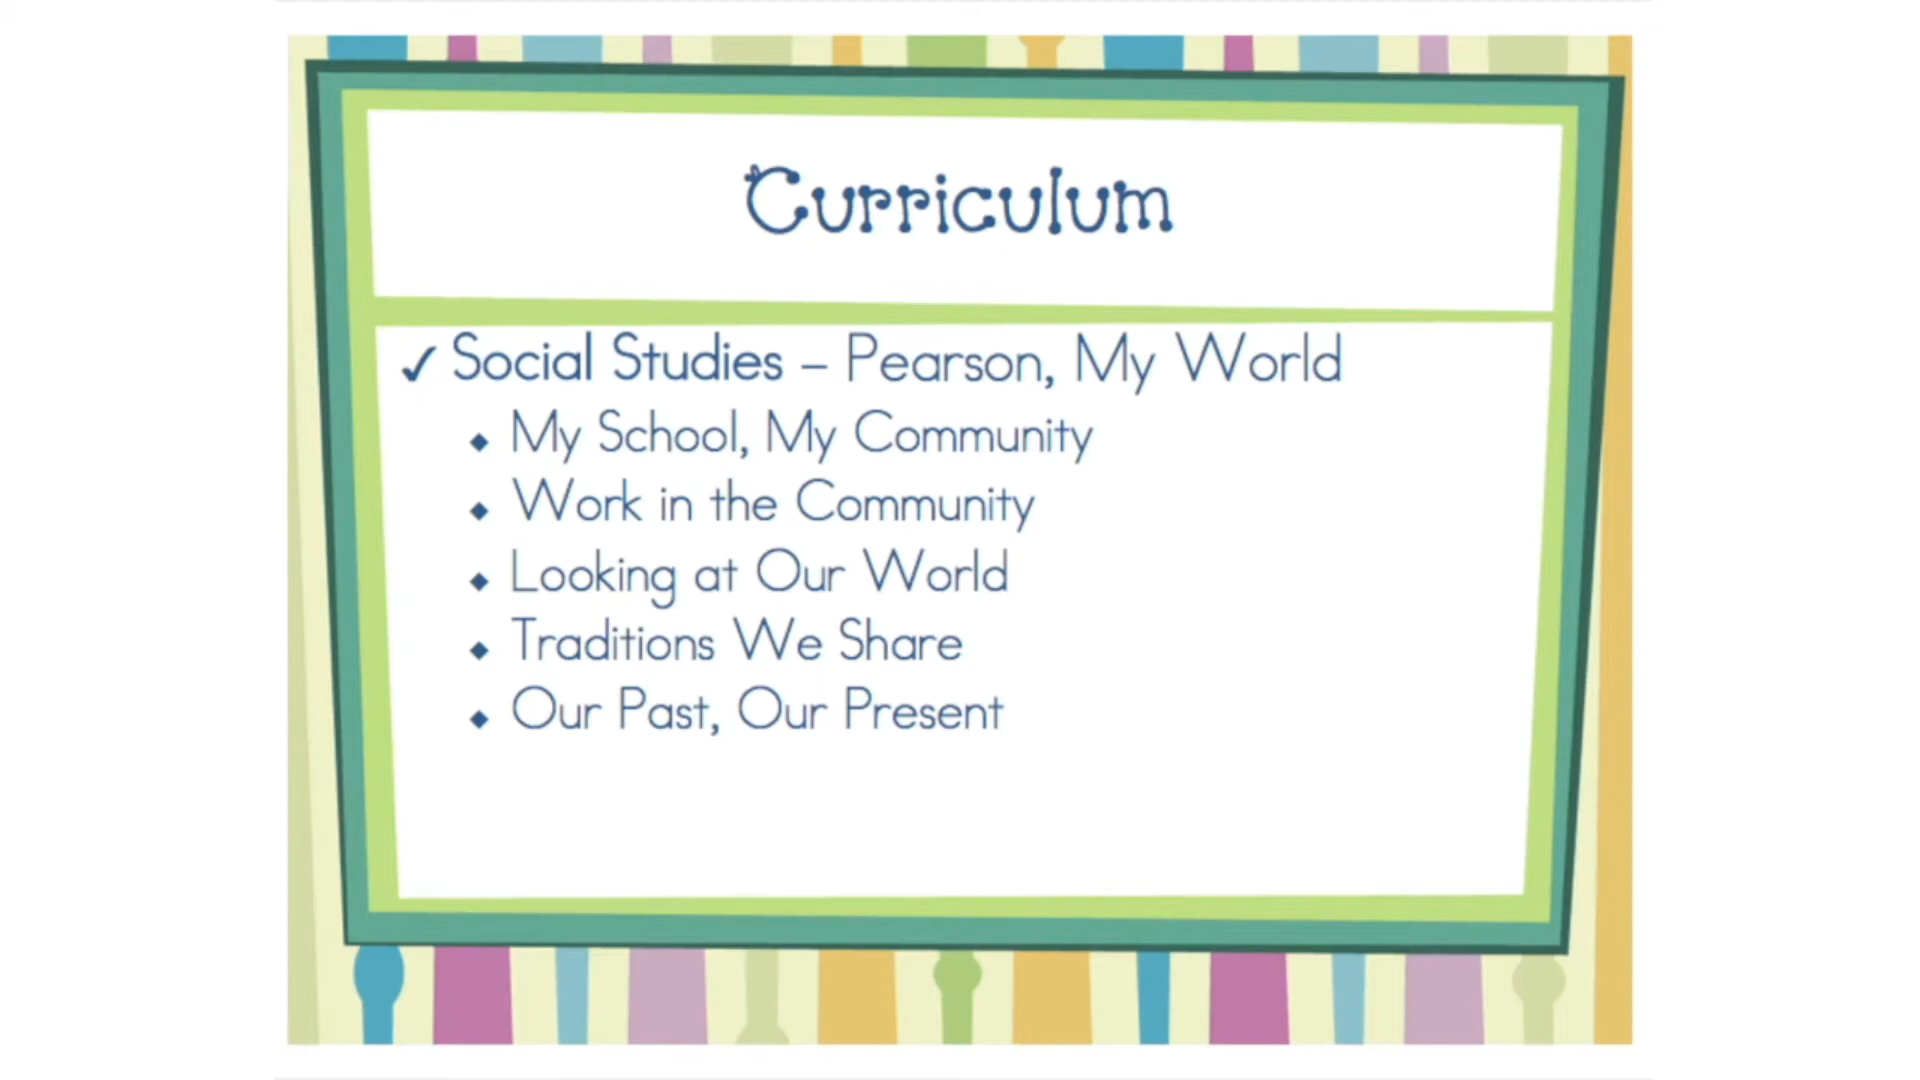 Curriculum
✓ Social Studies – Pearson, My World
◆ My School, My Community
◆ Work in the Community
◆ Looking at Our World
◆ Traditions We Share
◆ Our Past, Our Present